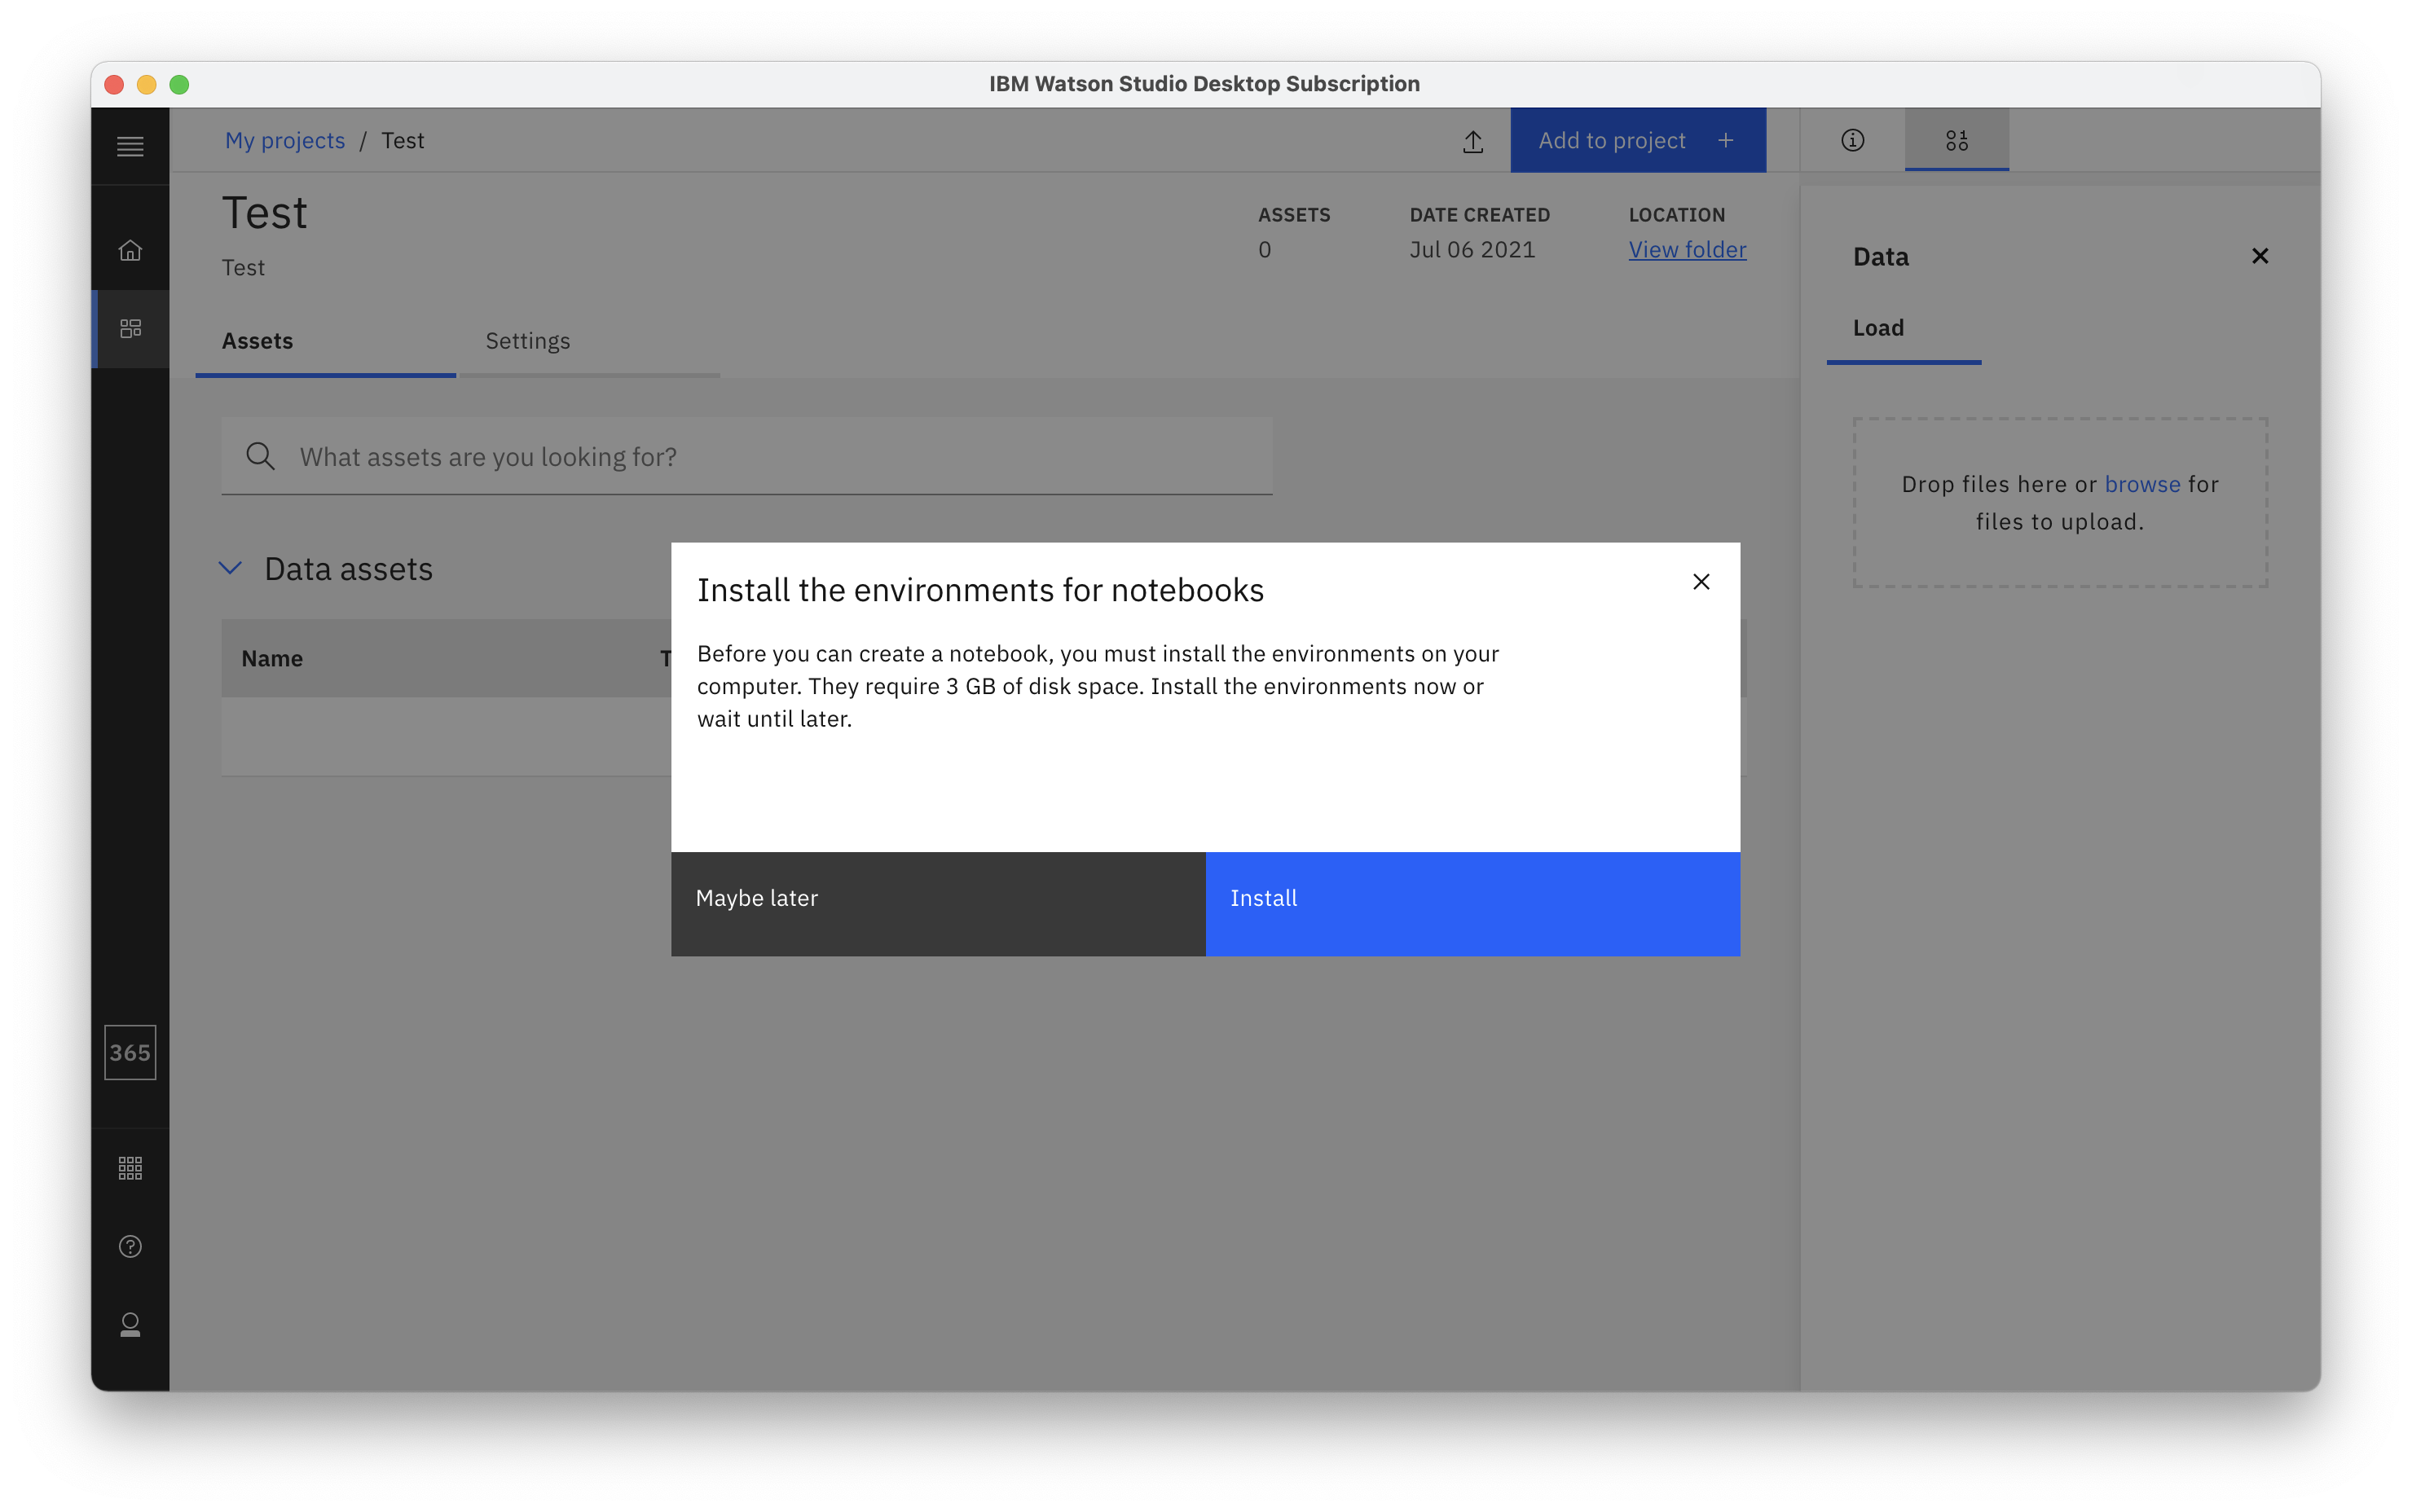 IBM Watson Studio Desktop Subscription
My projects / Test
Add to project +
Test
Test
ASSETS
0
DATE CREATED
Jul 06 2021
LOCATION
View folder
Assets
Settings
What assets are you looking for?
Data assets
Name
T
Install the environments for notebooks
Before you can create a notebook, you must install the environments on your
computer. They require 3 GB of disk space. Install the environments now or
wait until later.
Maybe later
Install
Data
Load
Drop files here or browse for
files to upload.
365